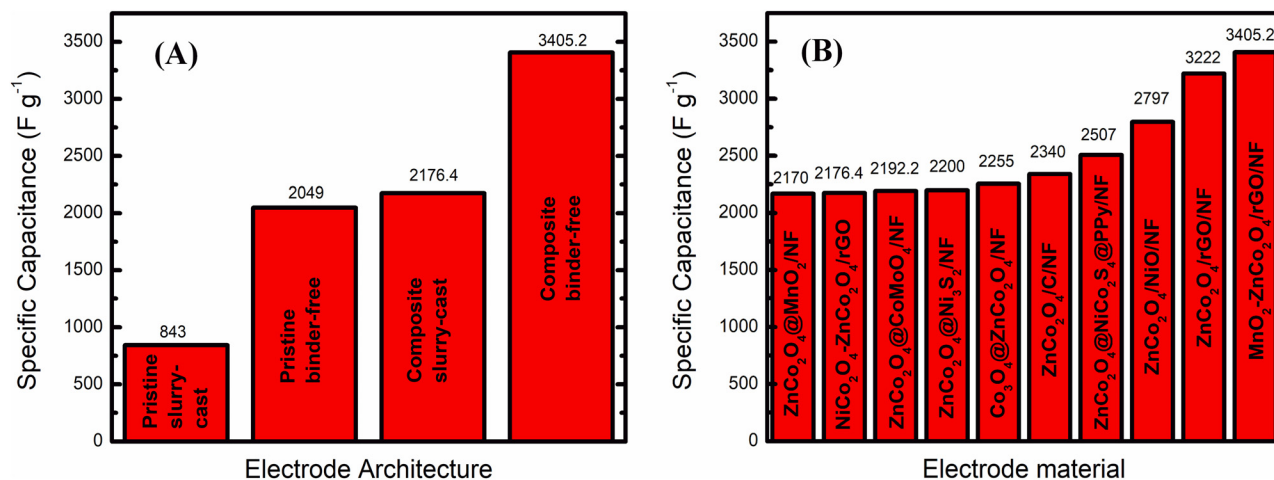 (A)
Specific Capacitance (F g⁻¹)
3500
3000
2500
2000
1500
1000
500
0
843
2049
2176.4
3405.2
Pristine
slurry-
cast
Pristine
binder-free
Composite
slurry-cast
Composite
binder-free
Electrode Architecture
(B)
Specific Capacitance (F g⁻¹)
3500
3000
2500
2000
1500
1000
500
0
2170
2176.4
2192.2
2200
2255
2340
2507
2797
3222
3405.2
ZnCo₂O₄@MnO₂/NF
NiCo₂O₄-ZnCo₂O₄/rGO
ZnCo₂O₄@CoMoO₄/NF
ZnCo₂O₄@Ni₃S₂/NF
Co₃O₄@ZnCo₂O₄/NF
ZnCo₂O₄/C/NF
ZnCo₂O₄@NiCo₂S₄@PPy/NF
ZnCo₂O₄/NiO/NF
ZnCo₂O₄/rGO/NF
MnO₂-ZnCo₂O₄/rGO/NF
Electrode material